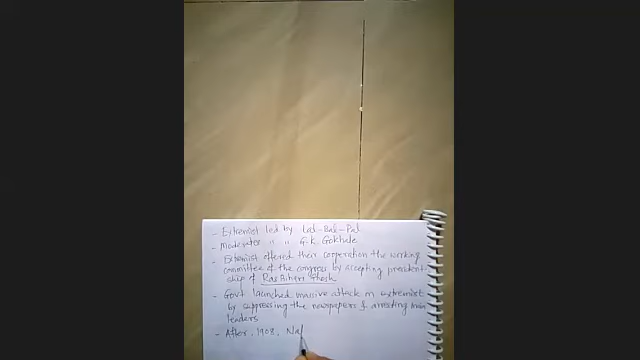 - Extremist led by Lal-Bal-Pal
- Moderates " " G.K Gokhale
- Extremist offered their cooperation the working
committee of the congress by accepting president
ship of Ras Bihari Ghosh
- Govt launched massive attack on extremist
by suppressing the newspapers & arresting their
leaders
- After, 1908, Na